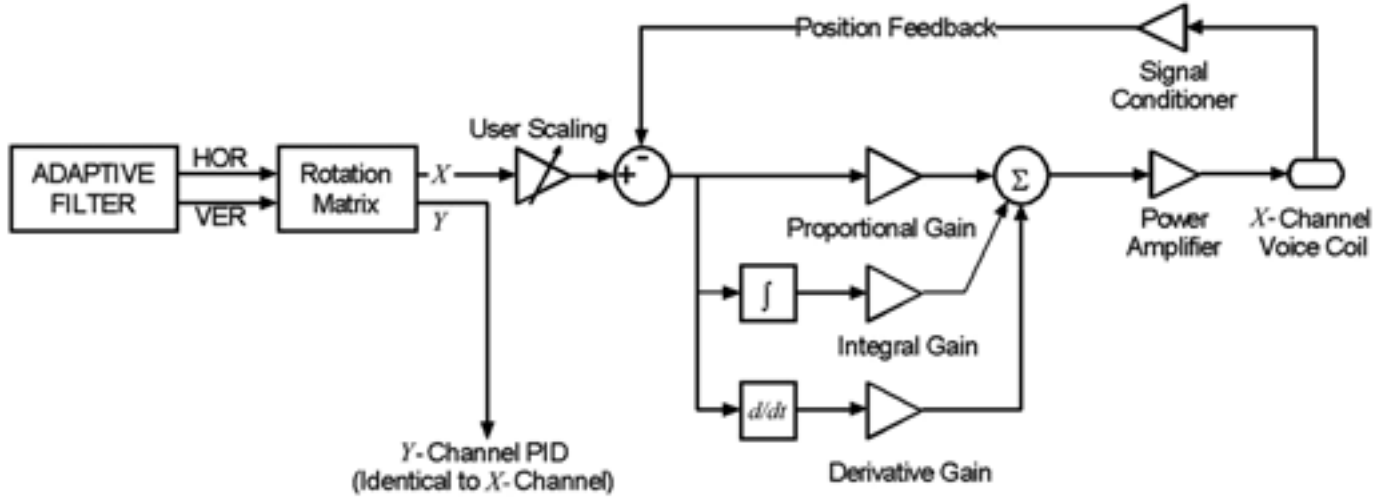 Position Feedback
Signal
Conditioner
User Scaling
ADAPTIVE
FILTER
HOR
VER
Rotation
Matrix
X
Y
+
-
Σ
Proportional Gain
Power
Amplifier
X-Channel
Voice Coil
∫
Integral Gain
d/dt
Derivative Gain
Y-Channel PID
(Identical to X-Channel)